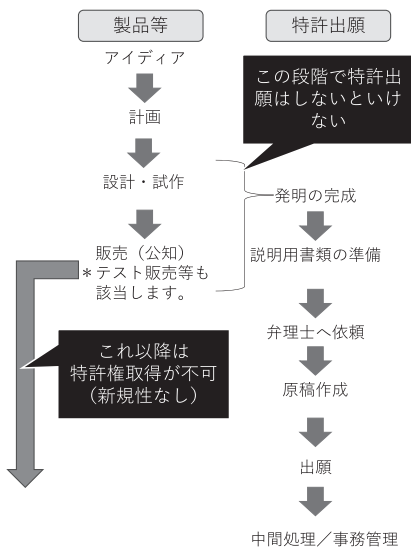 製品等
アイディア
計画
設計・試作
販売（公知）
＊テスト販売等も
該当します。
これ以降は
特許権取得が不可
（新規性なし）
特許出願
この段階で特許出
願はしないといけ
ない
発明の完成
説明用書類の準備
弁理士へ依頼
原稿作成
出願
中間処理／事務管理